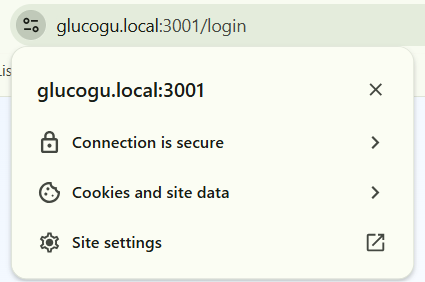 glucogu.local:3001/login
glucogu.local:3001
Connection is secure
Cookies and site data
Site settings